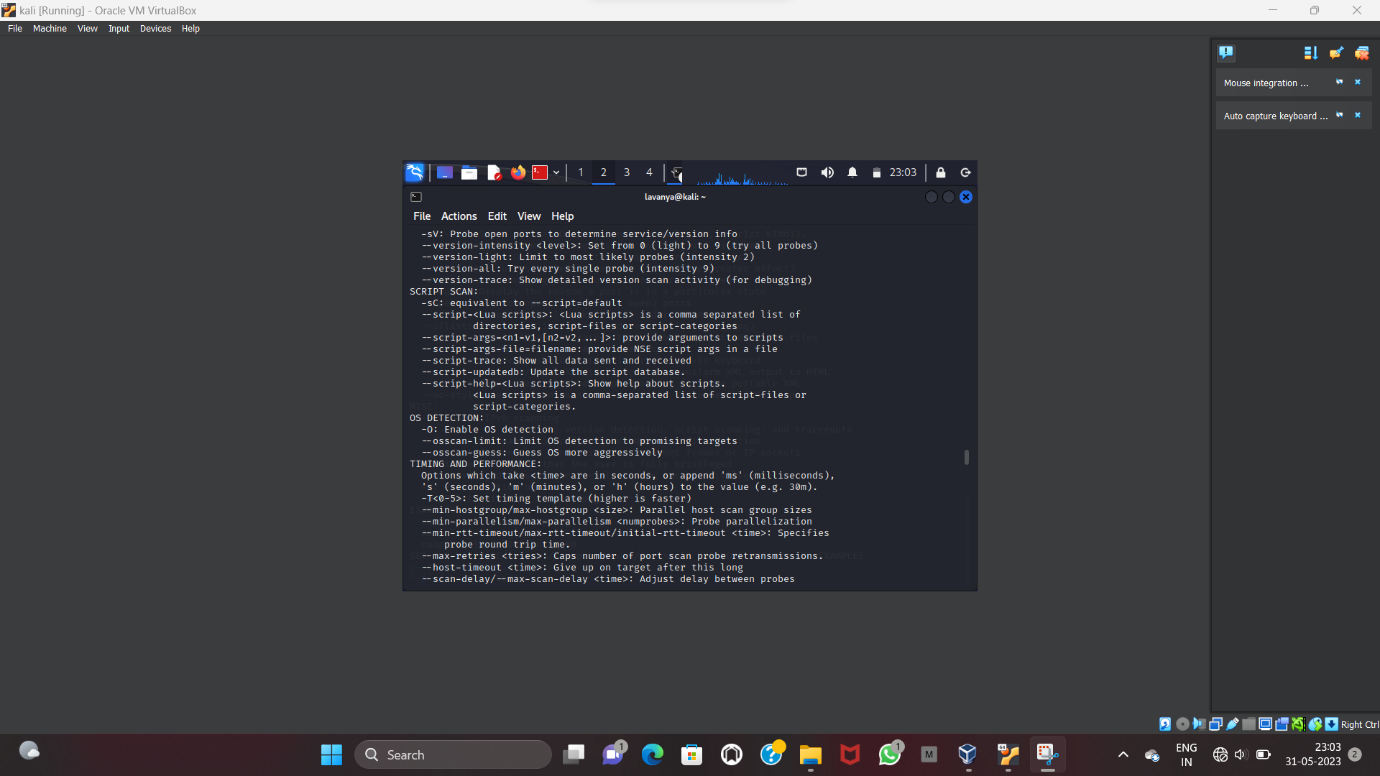 kali [Running] - Oracle VM VirtualBox
File Machine View Input Devices Help
Mouse integration ...
Auto capture keyboard ...
1 2 3 4 23:03
lavanya@kali: ~
File Actions Edit View Help
-sV: Probe open ports to determine service/version info
--version-intensity <level>: Set from 0 (light) to 9 (try all probes)
--version-light: Limit to most likely probes (intensity 2)
--version-all: Try every single probe (intensity 9)
--version-trace: Show detailed version scan activity (for debugging)
SCRIPT SCAN:
-sC: equivalent to --script=default
--script=<Lua scripts>: <Lua scripts> is a comma separated list of
directories, script-files or script-categories
--script-args=<n1=v1,[n2=v2,...]>: provide arguments to scripts
--script-args-file=filename: provide NSE script args in a file
--script-trace: Show all data sent and received
--script-updatedb: Update the script database.
--script-help=<Lua scripts>: Show help about scripts.
<Lua scripts> is a comma-separated list of script-files or
script-categories.
OS DETECTION:
-O: Enable OS detection
--osscan-limit: Limit OS detection to promising targets
--osscan-guess: Guess OS more aggressively
TIMING AND PERFORMANCE:
Options which take <time> are in seconds, or append 'ms' (milliseconds),
's' (seconds), 'm' (minutes), or 'h' (hours) to the value (e.g. 30m).
-T<0-5>: Set timing template (higher is faster)
--min-hostgroup/max-hostgroup <size>: Parallel host scan group sizes
--min-parallelism/max-parallelism <numprobes>: Probe parallelization
--min-rtt-timeout/max-rtt-timeout/initial-rtt-timeout <time>: Specifies
probe round trip time.
--max-retries <tries>: Caps number of port scan probe retransmissions.
--host-timeout <time>: Give up on target after this long
--scan-delay/--max-scan-delay <time>: Adjust delay between probes
Right Ctrl
Search
1
1
M
ENG
IN
23:03
31-05-2023
2